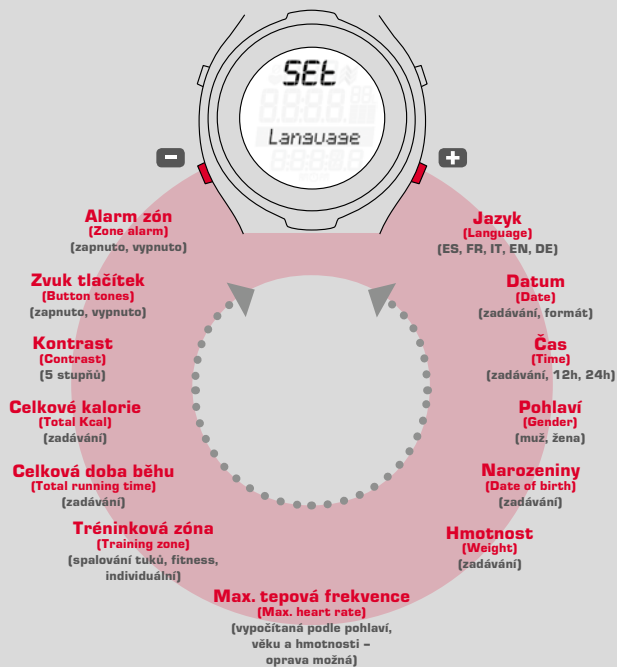 SEt
Language
−
+
Jazyk
(Language)
(ES, FR, IT, EN, DE)
Datum
(Date)
(zadávání, formát)
Čas
(Time)
(zadávání, 12h, 24h)
Pohlaví
(Gender)
(muž, žena)
Narozeniny
(Date of birth)
(zadávání)
Hmotnost
(Weight)
(zadávání)
Max. tepová frekvence
(Max. heart rate)
(vypočítaná podle pohlaví,
věku a hmotnosti –
oprava možná)
Tréninková zóna
(Training zone)
(spalování tuků, fitness,
individuální)
Celková doba běhu
(Total running time)
(zadávání)
Celkové kalorie
(Total Kcal)
(zadávání)
Kontrast
(Contrast)
(5 stupňů)
Zvuk tlačítek
(Button tones)
(zapnuto, vypnuto)
Alarm zón
(Zone alarm)
(zapnuto, vypnuto)